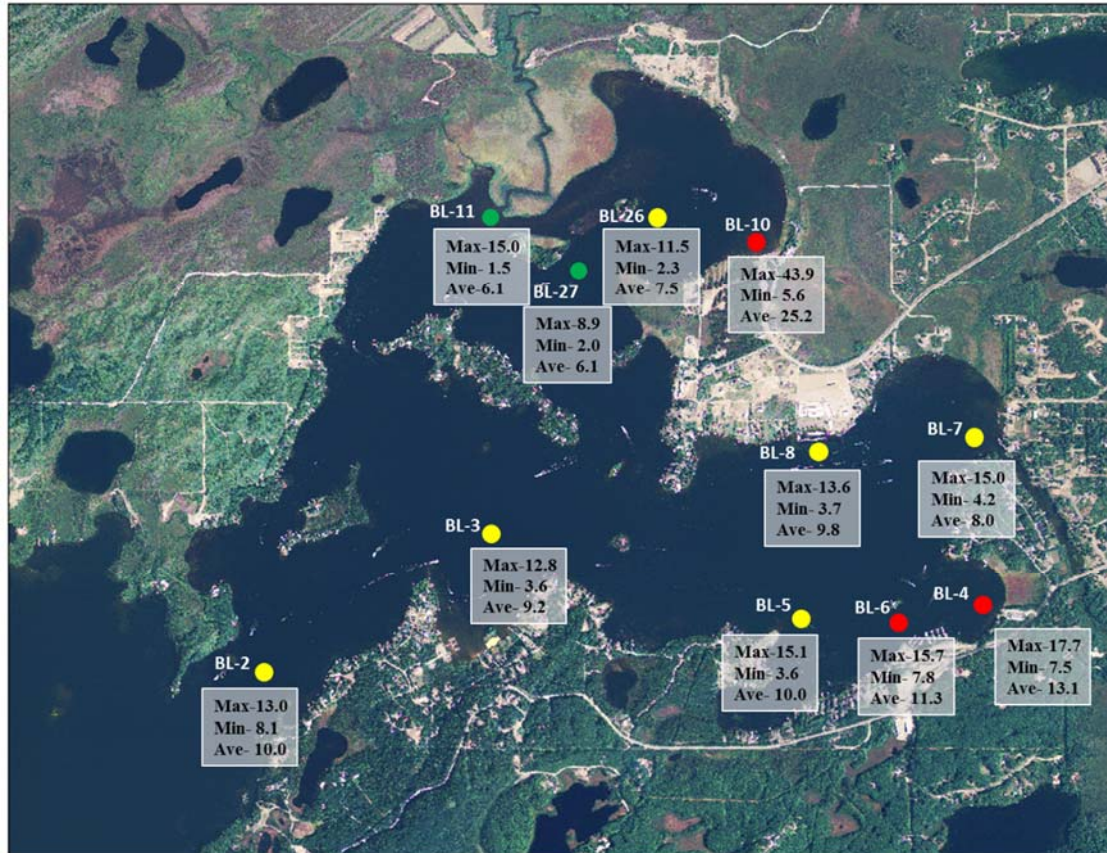 BL-11
Max-15.0
Min- 1.5
Ave-6.1
BL-26
Max-11.5
Min- 2.3
Ave- 7.5
BL-10
Max-43.9
Min- 5.6
Ave- 25.2
BL-27
Max-8.9
Min- 2.0
Ave- 6.1
BL-8
Max-13.6
Min- 3.7
Ave- 9.8
BL-7
Max-15.0
Min- 4.2
Ave- 8.0
BL-3
Max-12.8
Min- 3.6
Ave- 9.2
BL-5
Max-15.1
Min- 3.6
Ave- 10.0
BL-6
Max-15.7
Min- 7.8
Ave- 11.3
BL-4
Max-17.7
Min- 7.5
Ave- 13.1
BL-2
Max-13.0
Min- 8.1
Ave- 10.0